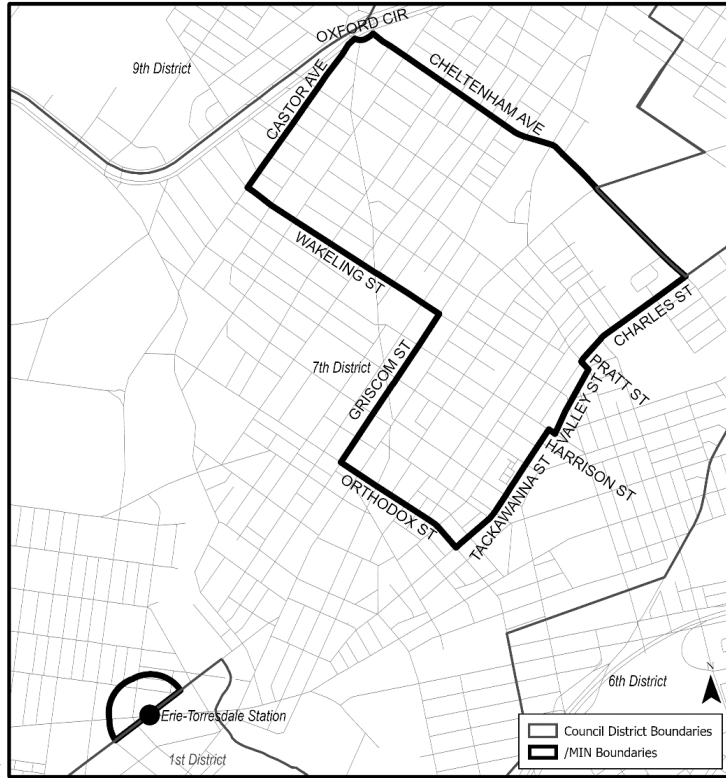 OXFORD CIR
9th District
CASTOR AVE
CHELTENHAM AVE
WAKELING ST
CHARLES ST
7th District
GRISCOM ST
PRATT ST
VALLEY ST
HARRISON ST
ORTHODOX ST
TACKAWANNA ST
6th District
N
Erie-Torresdale Station
1st District
Council District Boundaries
/MIN Boundaries